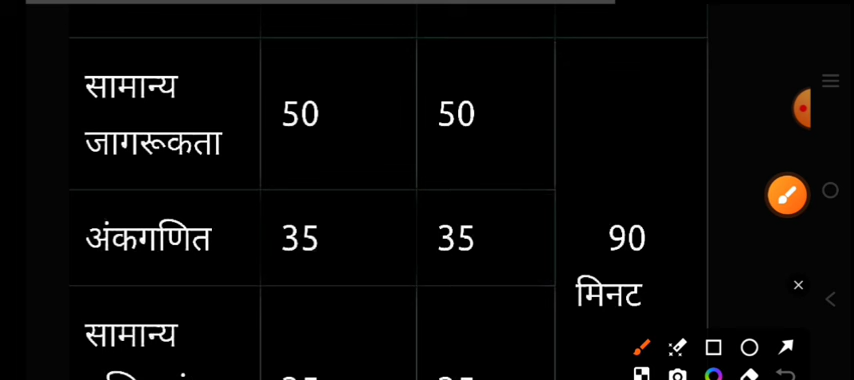 सामान्य
जागरूकता
50
50
अंकगणित
35
35
90
मिनट
सामान्य